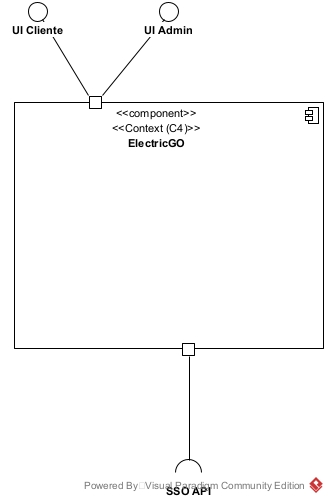 UI Cliente
UI Admin
<<component>>
<<Context (C4)>>
ElectricGO
Powered By Visual Paradigm Community Edition
SSO API